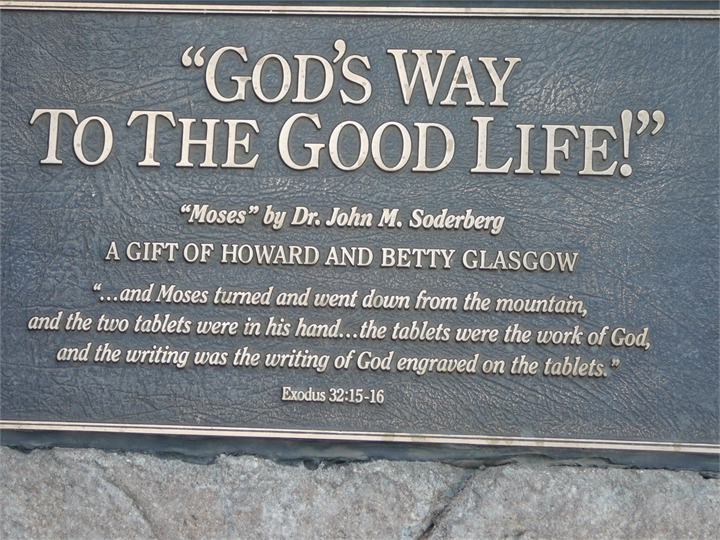 “GOD'S WAY
TO THE GOOD LIFE!”
“Moses” by Dr. John M. Soderberg
A GIFT OF HOWARD AND BETTY GLASGOW
“...and Moses turned and went down from the mountain,
and the two tablets were in his hand...the tablets were the work of God,
and the writing was the writing of God engraved on the tablets.”
Exodus 32:15-16